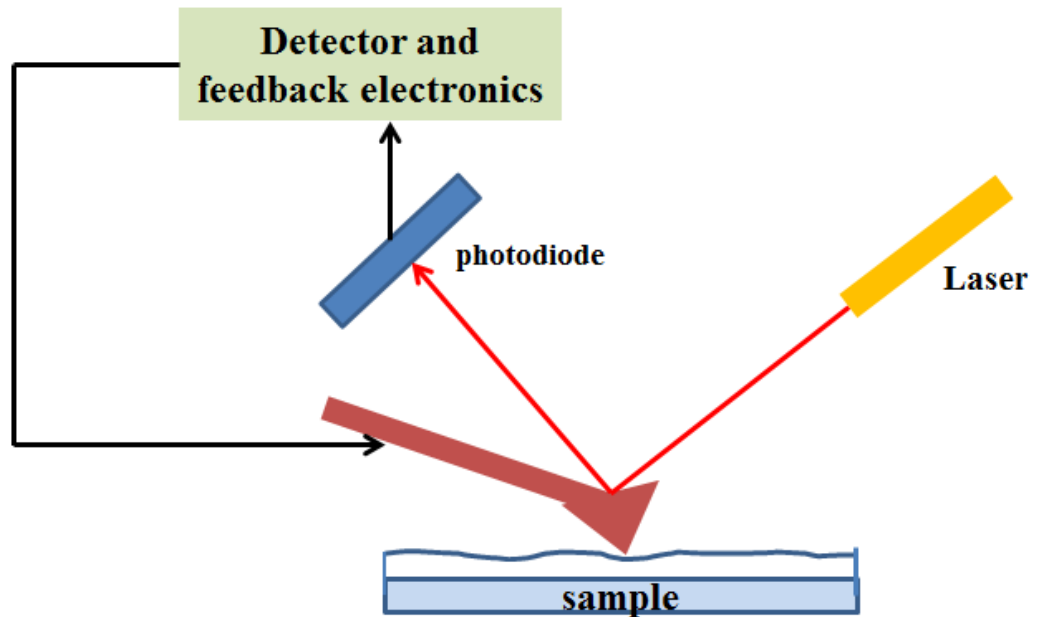 Detector and
feedback electronics
photodiode
Laser
sample